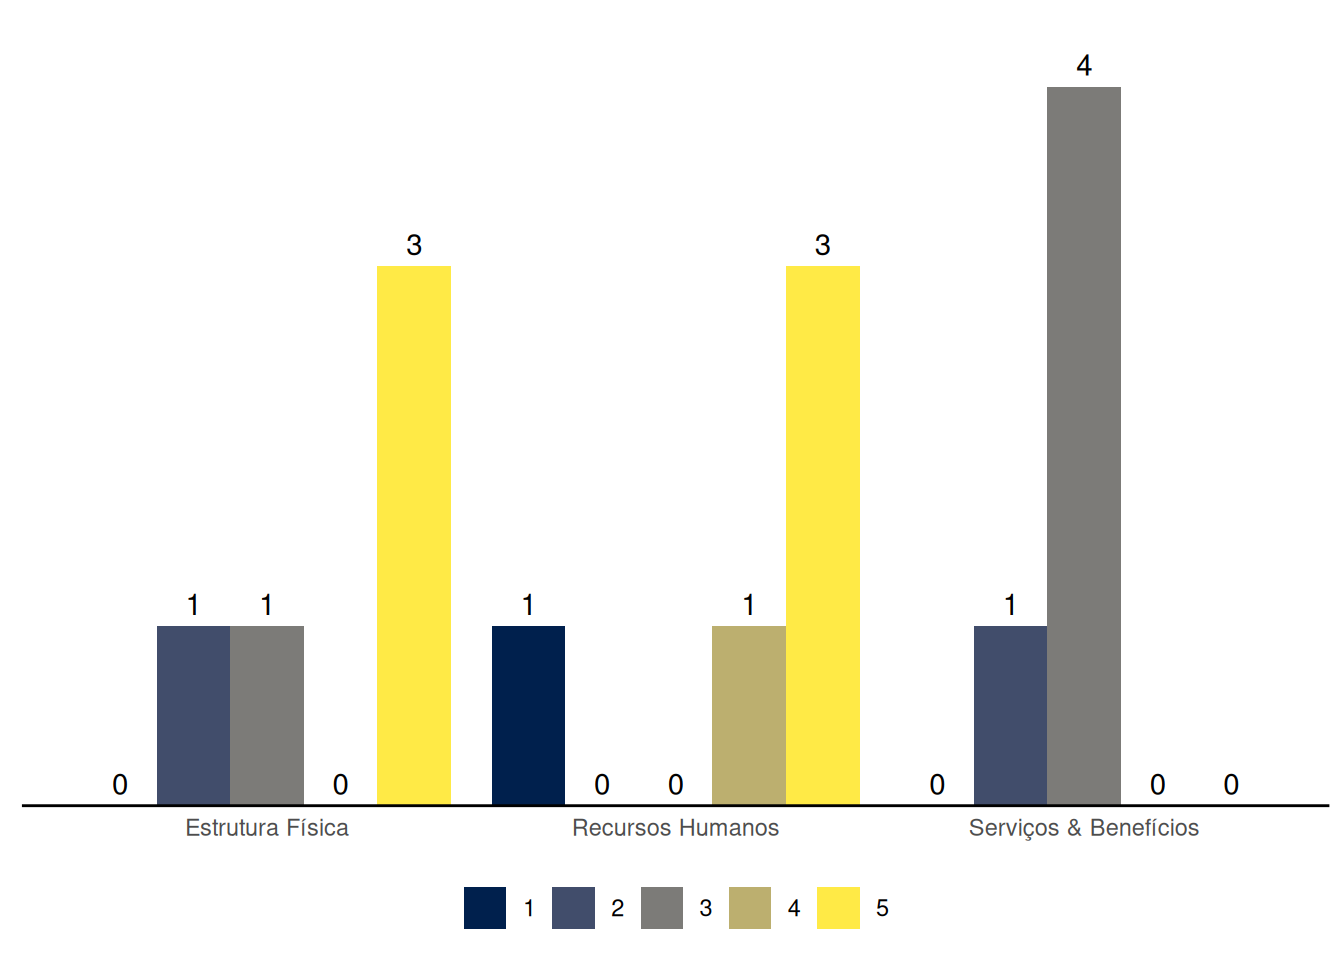 4
3 3
1 1 1 1 1
0 0 0 0 0 0 0
Estrutura Física Recursos Humanos Serviços & Benefícios
1 2 3 4 5